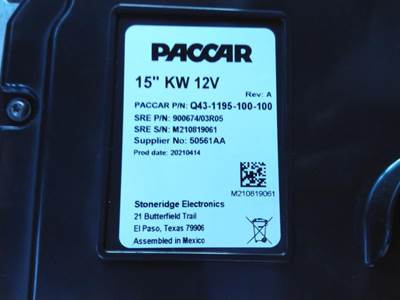 PACCAR
15" KW 12V
Rev: A
PACCAR P/N: Q43-1195-100-100
SRE P/N: 900674/03R05
SRE S/N: M210819061
Supplier No: 50561AA
Prod date: 20210414
M210819061
Stoneridge Electronics
21 Butterfield Trail
El Paso, Texas 79906
Assembled in Mexico